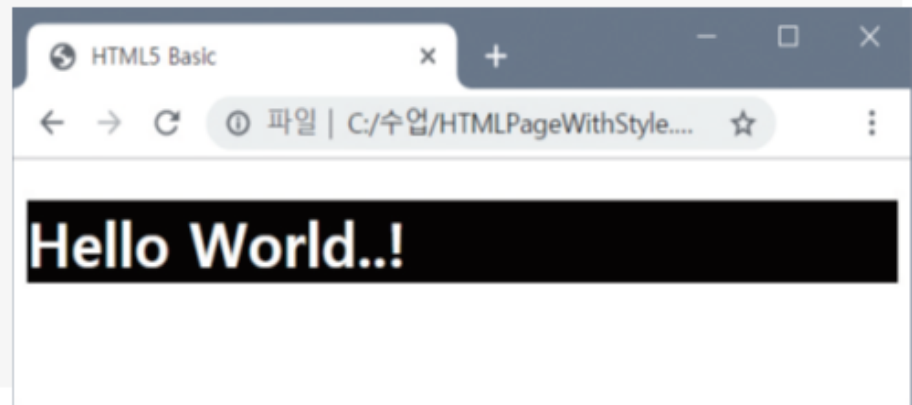 HTML5 Basic
파일 | C:/수업/HTMLPageWithStyle....
Hello World..!